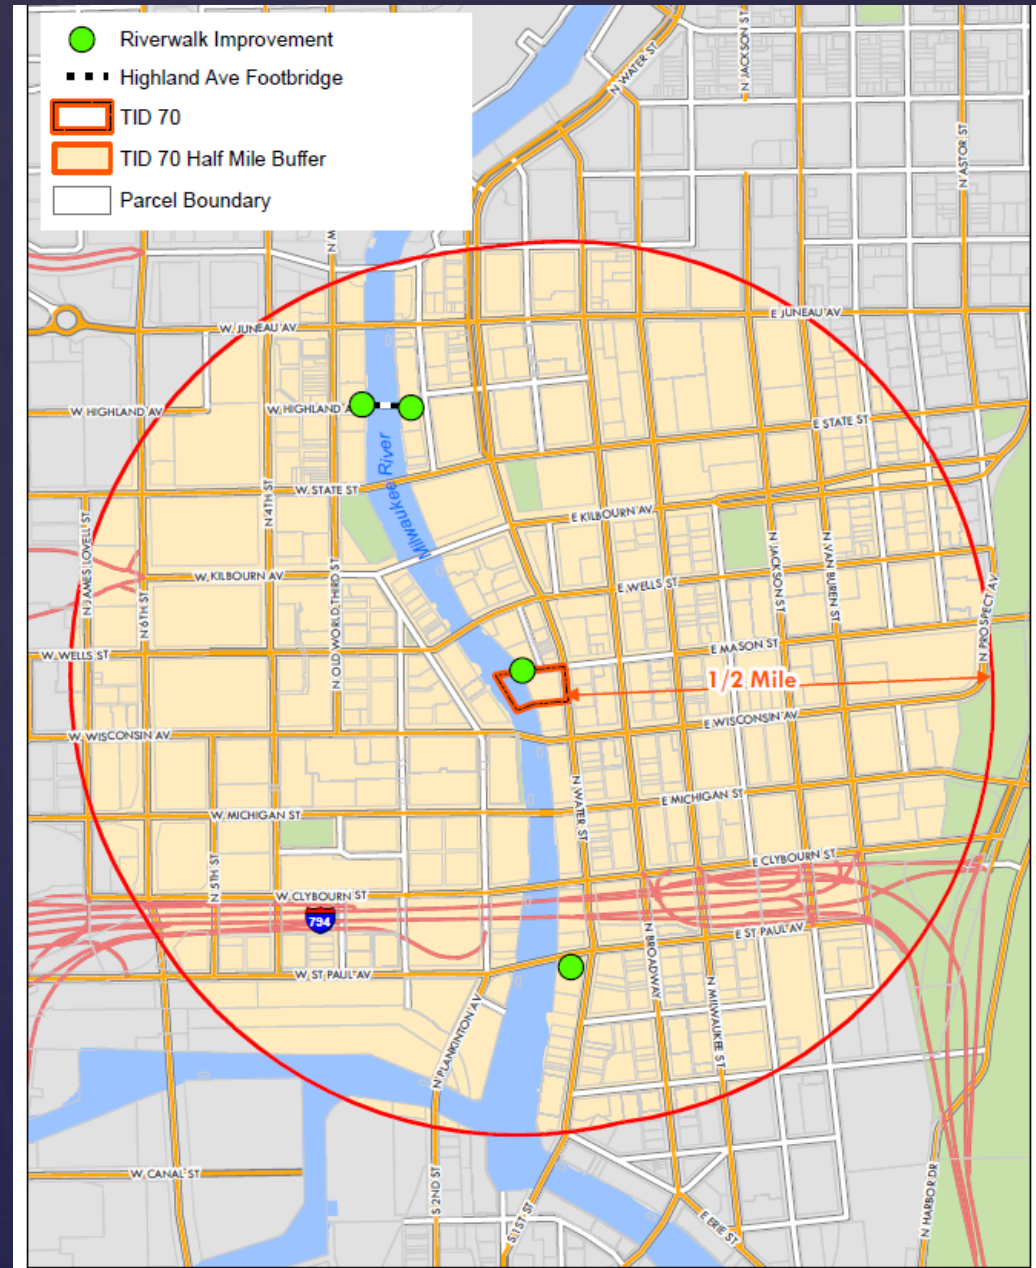 Riverwalk Improvement
Highland Ave Footbridge
TID 70
TID 70 Half Mile Buffer
Parcel Boundary
N WATER ST
N JACKSON ST
N ASTOR ST
N M
W JUNEAU AV
E JUNEAU AV
W HIGHLAND AV
W HIGHLAND A
E STATE ST
Milwaukee River
W STATE ST
N 4TH ST
E KILBOURN AV
N JAMES LOVELL ST
N 6TH ST
W KILBOURN AV
N OLD WORLD THIRD ST
N JACKSON ST
N VAN BUREN ST
E WELLS ST
N PROSPECT AV
W WELLS ST
E MASON ST
1/2 Mile
E WISCONSIN AV
W WISCONSIN AV
N WATER ST
E MICHIGAN ST
W MICHIGAN ST
N 5TH ST
E CLYBOURN ST
W CLYBOURN ST
794
N BROADWAY
E ST PAUL AV
W ST PAUL AV
N MILWAUKEE ST
N PLANKINTON AV
W CANAL ST
S 2ND ST
S 1ST ST
E ERIE ST
N HARBOR DR